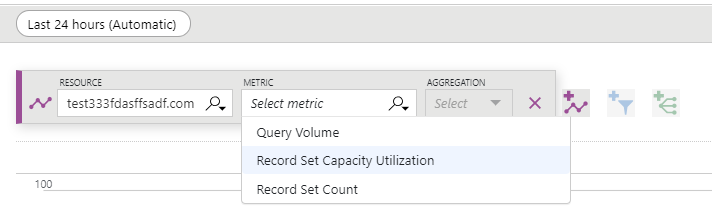 Last 24 hours (Automatic)
RESOURCE METRIC AGGREGATION
test333fdasffsadf.com Select metric Select
Query Volume
Record Set Capacity Utilization
Record Set Count
100